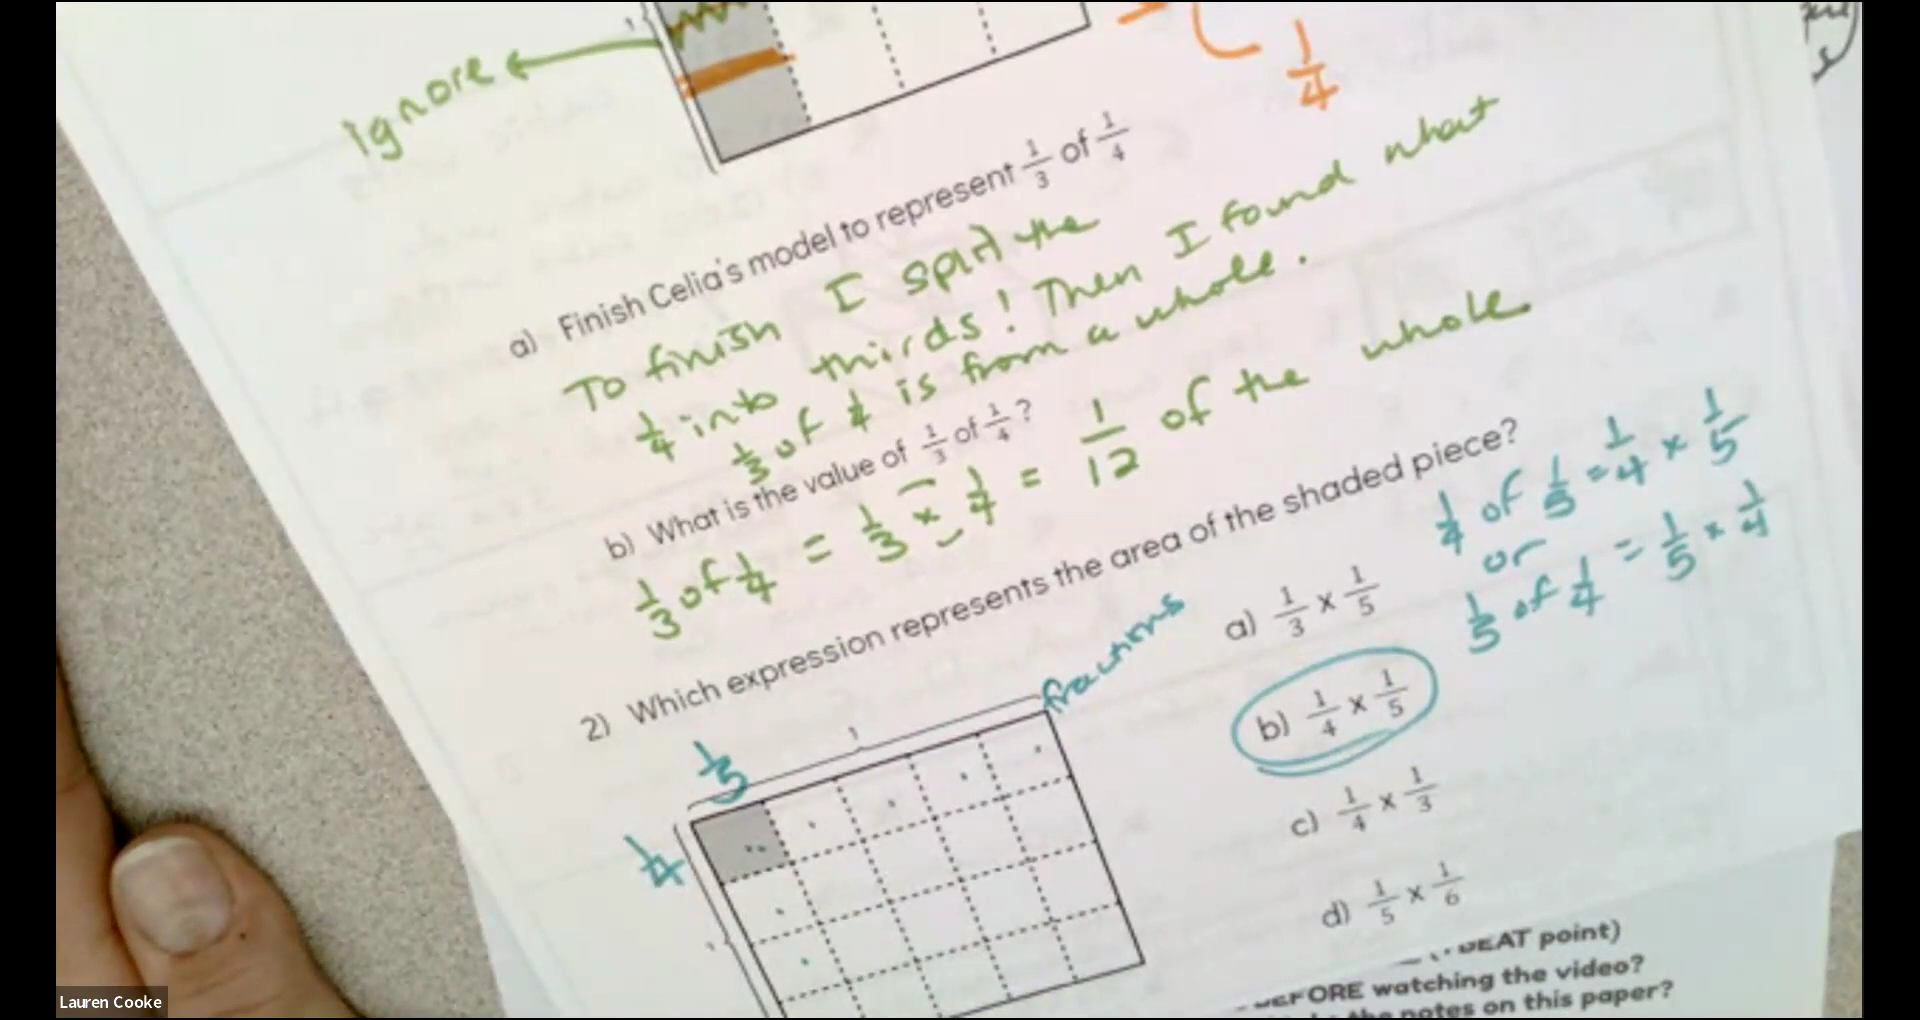 1
ignore
1/4
a) Finish Celia's model to represent 1/3 of 1/4
To finish I split the
1/4 into thirds! Then I found what
1/3 of 1/4 is from a whole.
b) What is the value of 1/3 of 1/4?
1/3 of 1/4 = 1/3 x 1/4 = 1/12 of the whole
2) Which expression represents the area of the shaded piece?
fractions
1/5
1
1/4
1
a) 1/3 x 1/5
b) 1/4 x 1/5
c) 1/4 x 1/3
d) 1/5 x 1/6
1/4 of 1/5 = 1/4 x 1/5
or
1/5 of 1/4 = 1/5 x 1/4
BEAT point)
BEFORE watching the video?
the notes on this paper?
Lauren Cooke